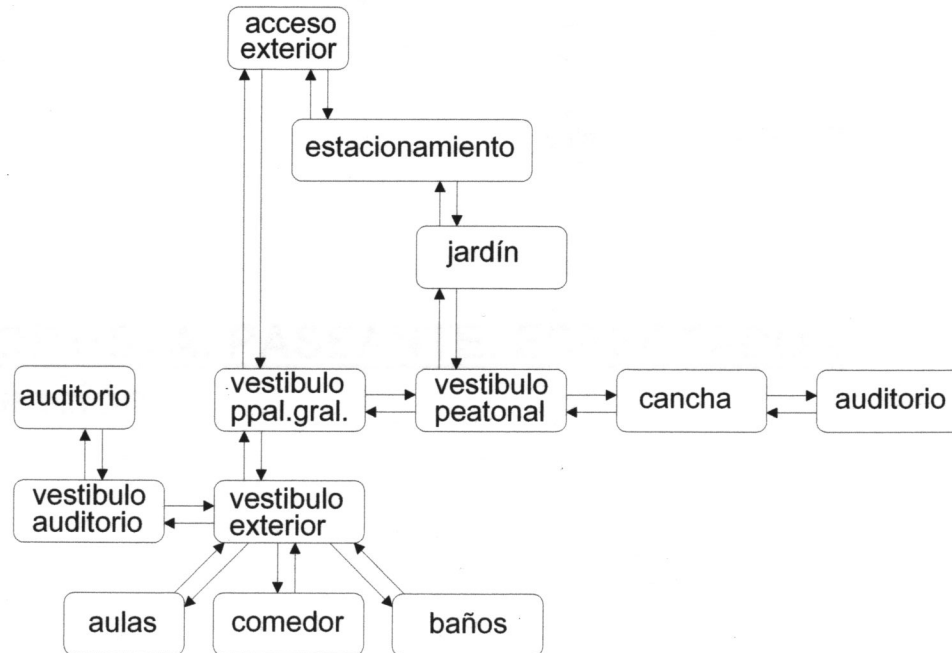 acceso
exterior
estacionamiento
jardín
auditorio
vestibulo
ppal.gral.
vestibulo
peatonal
cancha
auditorio
vestibulo
auditorio
vestibulo
exterior
aulas
comedor
baños